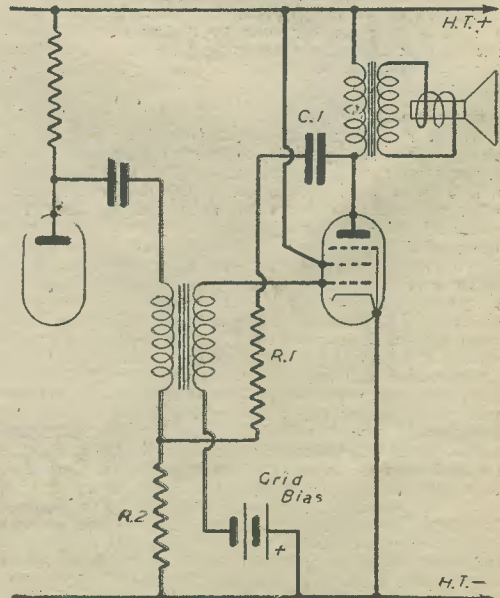 H.T.+
C.1
R.1
Grid
Bias
R.2
+
H.T.-